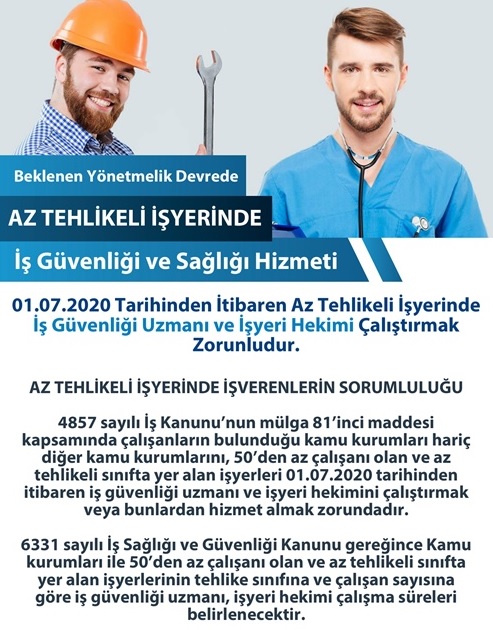 Beklenen Yönetmelik Devrede
AZ TEHLİKELİ İŞYERİNDE
İş Güvenliği ve Sağlığı Hizmeti
01.07.2020 Tarihinden İtibaren Az Tehlikeli İşyerinde
İş Güvenliği Uzmanı ve İşyeri Hekimi Çalıştırmak
Zorunludur.
AZ TEHLİKELİ İŞYERİNDE İŞVERENLERİN SORUMLULUĞU
4857 sayılı İş Kanunu’nun mülga 81’inci maddesi
kapsamında çalışanların bulunduğu kamu kurumları hariç
diğer kamu kurumlarını, 50’den az çalışanı olan ve az
tehlikeli sınıfta yer alan işyerleri 01.07.2020 tarihinden
itibaren iş güvenliği uzmanı ve işyeri hekimini çalıştırmak
veya bunlardan hizmet almak zorundadır.
6331 sayılı İş Sağlığı ve Güvenliği Kanunu gereğince Kamu
kurumları ile 50’den az çalışanı olan ve az tehlikeli sınıfta
yer alan işyerlerinin tehlike sınıfına ve çalışan sayısına
göre iş güvenliği uzmanı, işyeri hekimi çalışma süreleri
belirlenecektir.